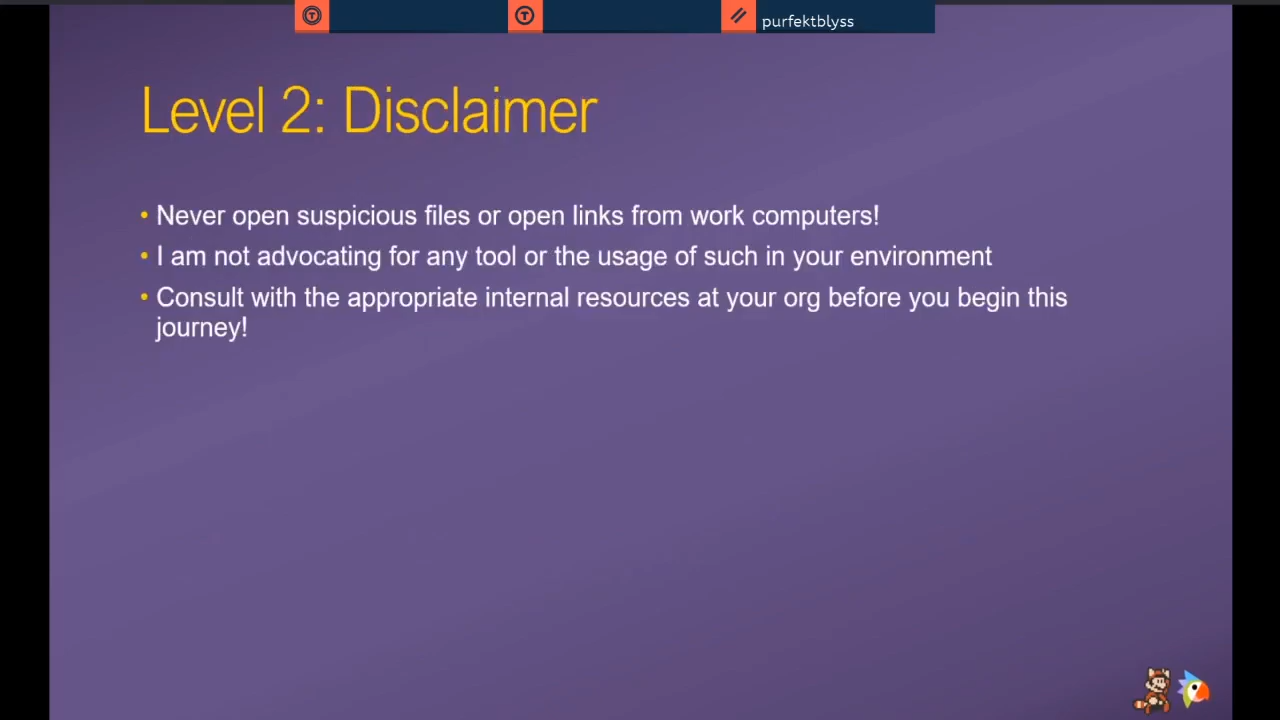 purfektblyss
Level 2: Disclaimer
• Never open suspicious files or open links from work computers!
• I am not advocating for any tool or the usage of such in your environment
• Consult with the appropriate internal resources at your org before you begin this
journey!